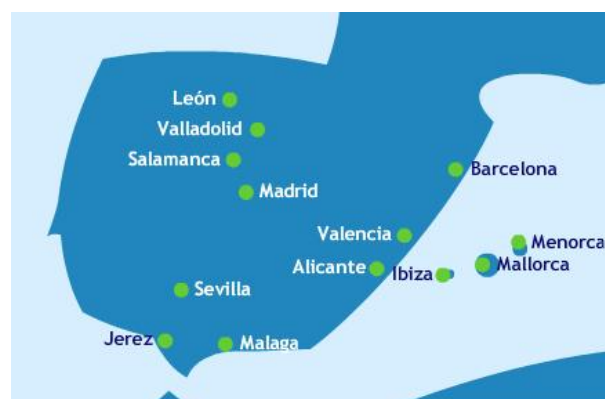 León
Valladolid
Salamanca
Barcelona
Madrid
Valencia
Menorca
Alicante
Ibiza
Mallorca
Sevilla
Jerez
Malaga